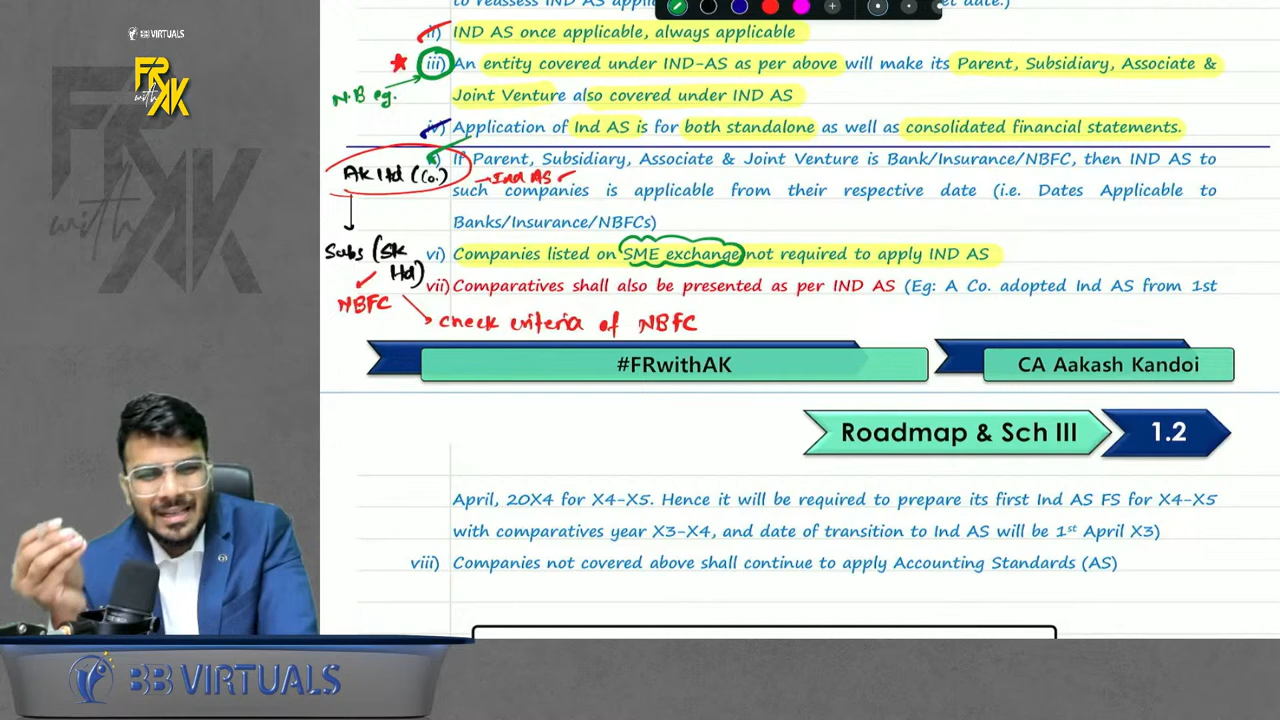 BB VIRTUALS
FR
with
AK
FR
with
AK
to reassess IND AS
date.)
ii) IND AS once applicable, always applicable
iii) An entity covered under IND-AS as per above will make its Parent, Subsidiary, Associate &
N.B eg.
Joint Venture also covered under IND AS
iv) Application of Ind AS is for both standalone as well as consolidated financial statements.
If Parent, Subsidiary, Associate & Joint Venture is Bank/Insurance/NBFC, then IND AS to
AK Ltd (Co.) → Ind AS
such companies is applicable from their respective date (i.e. Dates Applicable to
Banks/Insurance/NBFCs)
Subs (SK Ltd)
vi) Companies listed on SME exchange not required to apply IND AS
vii) Comparatives shall also be presented as per IND AS (Eg: A Co. adopted Ind AS from 1st
NBFC
check criteria of NBFC
#FRwithAK
CA Aakash Kandoi
Roadmap & Sch III
1.2
April, 20X4 for X4-X5. Hence it will be required to prepare its first Ind AS FS for X4-X5
with comparatives year X3-X4, and date of transition to Ind AS will be 1st April X3)
viii) Companies not covered above shall continue to apply Accounting Standards (AS)
BB VIRTUALS